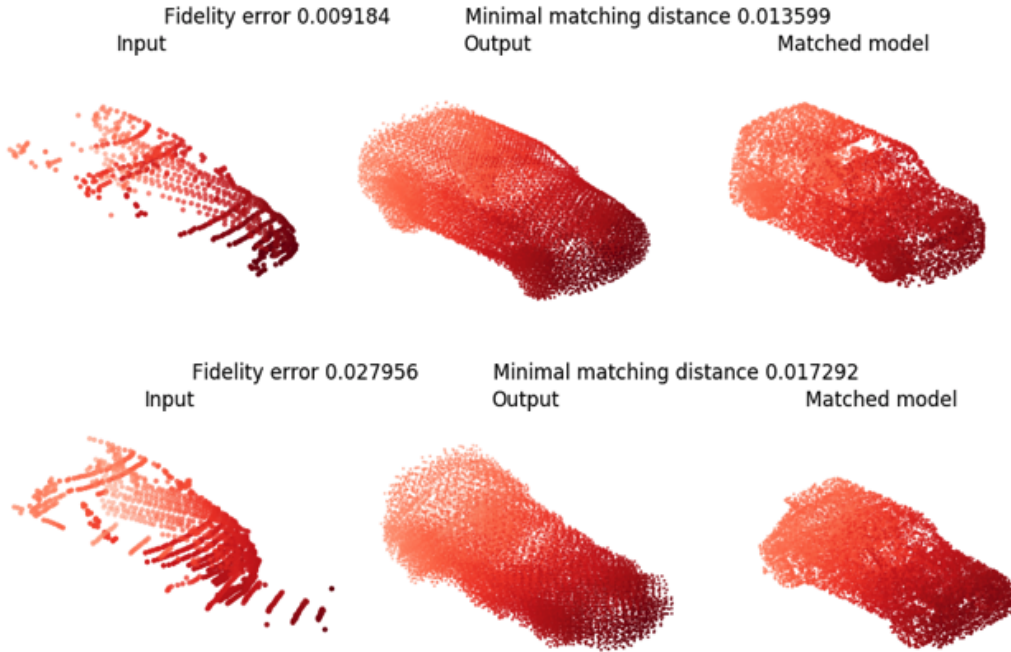 Fidelity error 0.009184 Minimal matching distance 0.013599
Input Output Matched model
Fidelity error 0.027956 Minimal matching distance 0.017292
Input Output Matched model